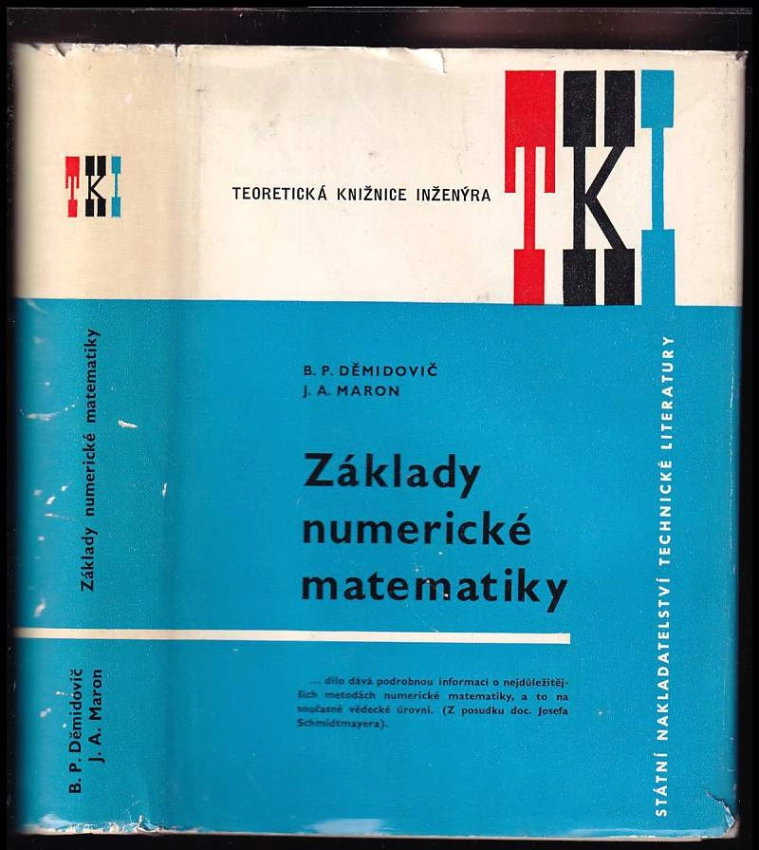 TKI
Základy numerické matematiky
B. P. Děmidovič
J. A. Maron
TEORETICKÁ KNIŽNICE INŽENÝRA
TKI
B. P. DĚMIDOVIČ
J. A. MARON
Základy
numerické
matematiky
... dílo dává podrobnou informaci o nejdůležitěj-
ších metodách numerické matematiky, a to na
současné vědecké úrovni. (Z posudku doc. Josefa
Schmidtmayera).
STÁTNÍ NAKLADATELSTVÍ TECHNICKÉ LITERATURY